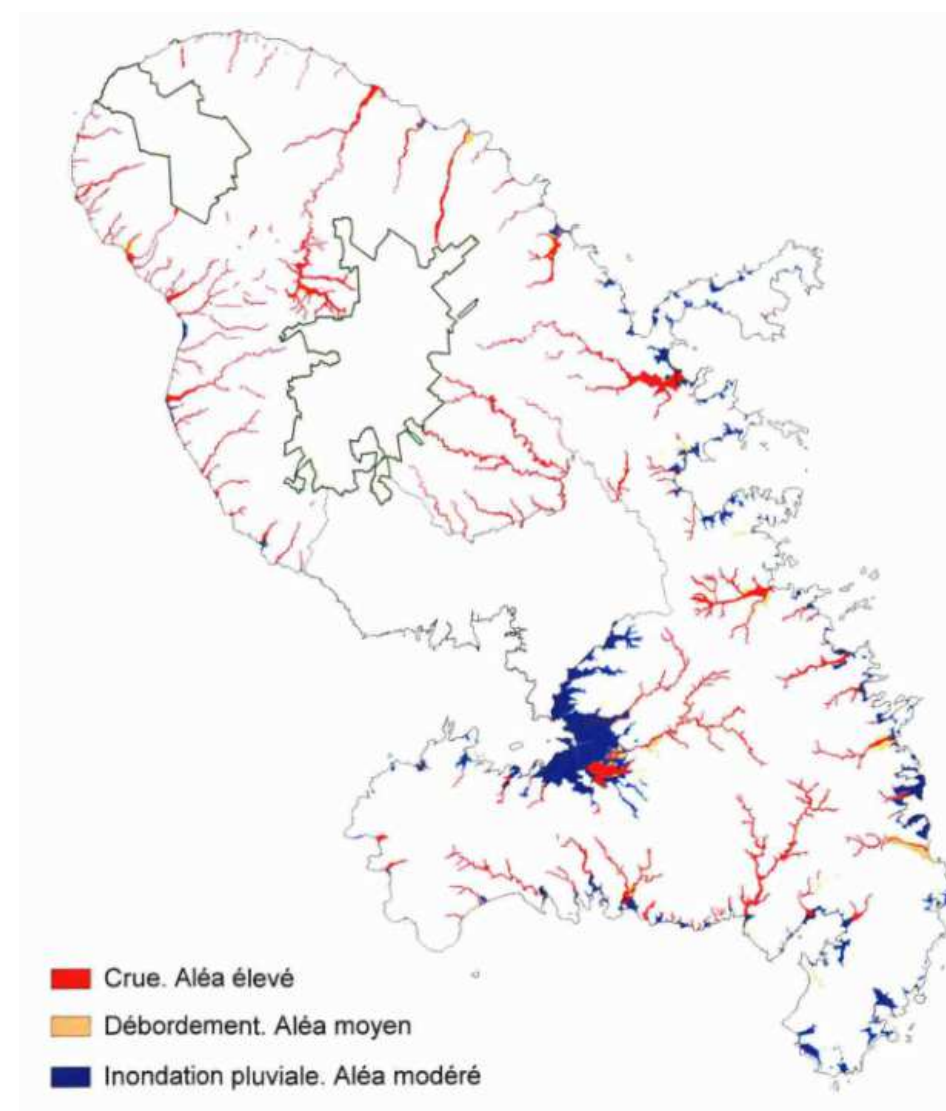 Crue. Aléa élevé
Débordement. Aléa moyen
Inondation pluviale. Aléa modéré